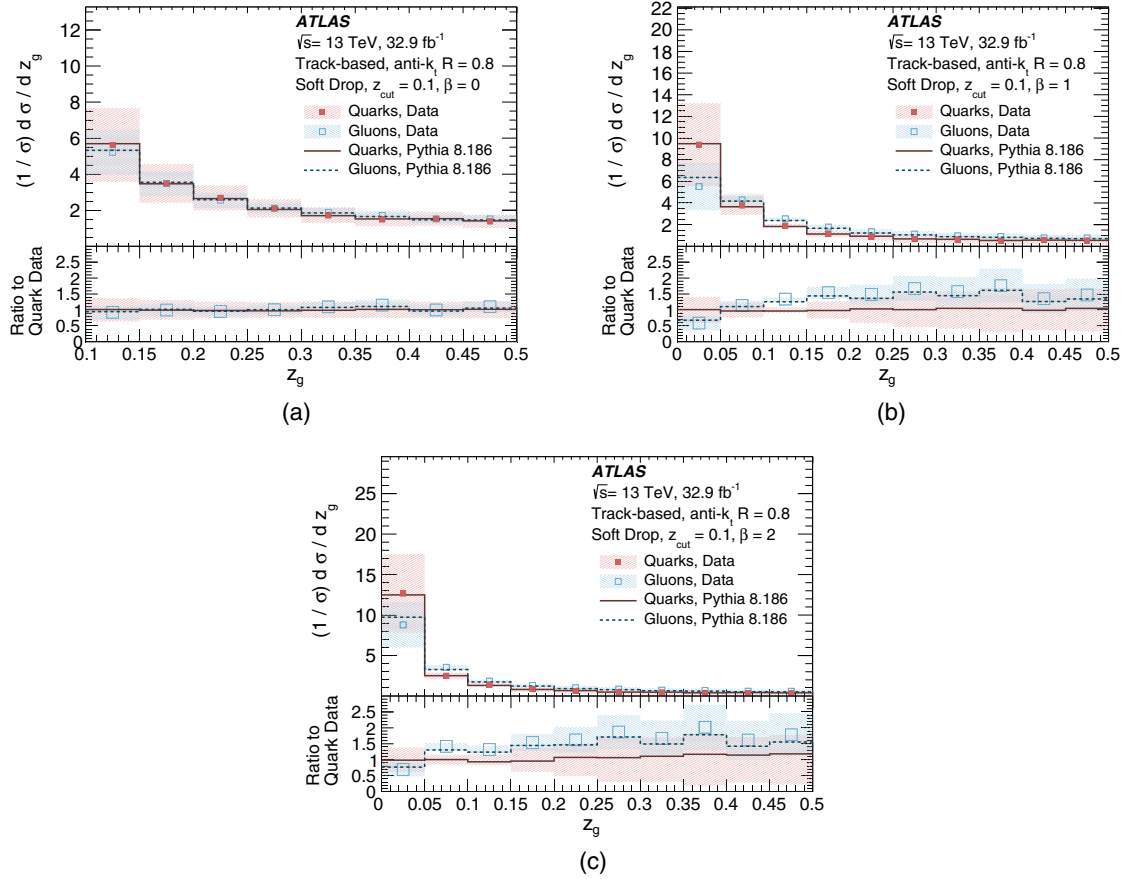 ATLAS
√s= 13 TeV, 32.9 fb⁻¹
Track-based, anti-kₜ R = 0.8
Soft Drop, z_cut = 0.1, β = 0
Quarks, Data
Gluons, Data
Quarks, Pythia 8.186
Gluons, Pythia 8.186
(1 / σ) d σ / d z_g
12
10
8
6
4
2
Ratio to
Quark Data
2.5
2
1.5
1
0.5
0
0.1 0.15 0.2 0.25 0.3 0.35 0.4 0.45 0.5
z_g
(a)
ATLAS
√s= 13 TeV, 32.9 fb⁻¹
Track-based, anti-kₜ R = 0.8
Soft Drop, z_cut = 0.1, β = 1
Quarks, Data
Gluons, Data
Quarks, Pythia 8.186
Gluons, Pythia 8.186
(1 / σ) d σ / d z_g
22
20
18
16
14
12
10
8
6
4
2
Ratio to
Quark Data
2.5
2
1.5
1
0.5
0
0 0.05 0.1 0.15 0.2 0.25 0.3 0.35 0.4 0.45 0.5
z_g
(b)
ATLAS
√s= 13 TeV, 32.9 fb⁻¹
Track-based, anti-kₜ R = 0.8
Soft Drop, z_cut = 0.1, β = 2
Quarks, Data
Gluons, Data
Quarks, Pythia 8.186
Gluons, Pythia 8.186
(1 / σ) d σ / d z_g
25
20
15
10
5
Ratio to
Quark Data
2.5
2
1.5
1
0.5
0
0 0.05 0.1 0.15 0.2 0.25 0.3 0.35 0.4 0.45 0.5
z_g
(c)